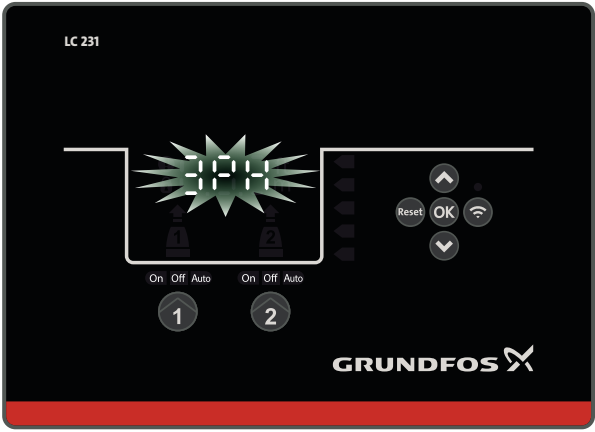 LC 231
3PH
1 2
Reset OK
On Off Auto On Off Auto
1 2
GRUNDFOS